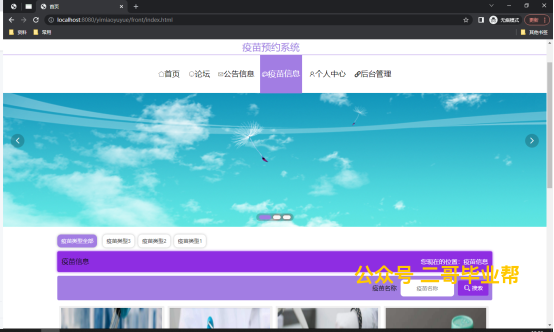 首页
localhost:8080/yimiaoyuyue/front/index.html
无痕模式
更新
资料
常用
其他书签
疫苗预约系统
首页 论坛 公告信息 疫苗信息 个人中心 后台管理
疫苗类型全部 疫苗类型3 疫苗类型2 疫苗类型1
疫苗信息
您现在的位置：疫苗信息
公众号 二哥毕业帮
疫苗名称 疫苗名称 搜索